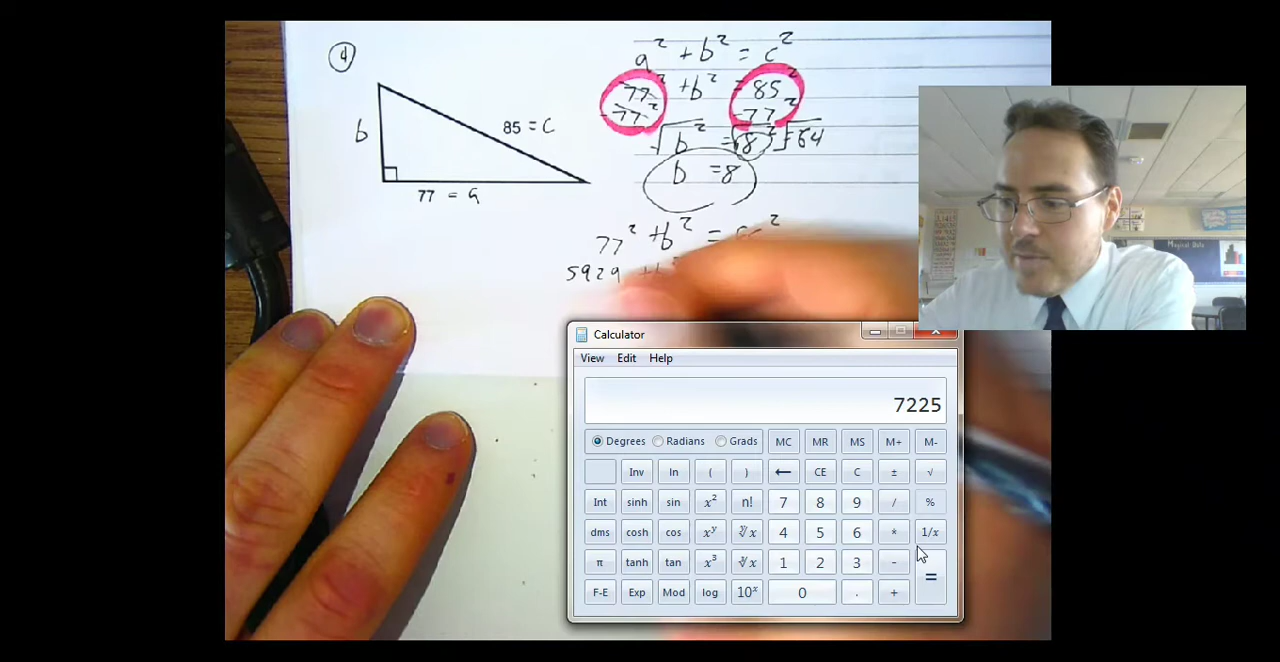 ④
b
85 = c
77 = a
a² + b² = c²
77² + b² = 85²
-77² -77²
√b² = √8² √64
b = 8
77² + b² =
5929 +
Calculator
View Edit Help
7225
Degrees Radians Grads MC MR MS M+ M-
Inv ln ( ) ← CE C ± √
Int sinh sin x² n! 7 8 9 / %
dms cosh cos xʸ ʸ√x 4 5 6 * 1/x
π tanh tan x³ ³√x 1 2 3 - =
F-E Exp Mod log 10ˣ 0 . +